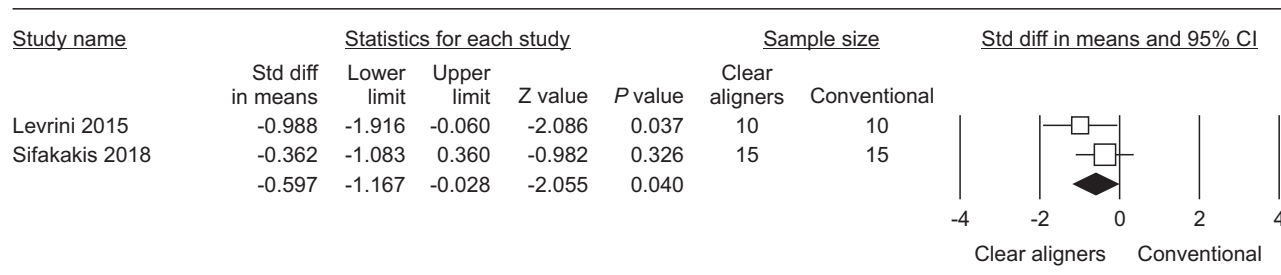 Study name Statistics for each study Sample size Std diff in means and 95% CI
Std diff Lower Upper Clear
in means limit limit Z value P value aligners Conventional
Levrini 2015 -0.988 -1.916 -0.060 -2.086 0.037 10 10
Sifakakis 2018 -0.362 -1.083 0.360 -0.982 0.326 15 15
-0.597 -1.167 -0.028 -2.055 0.040
-4 -2 0 2 4
Clear aligners Conventional